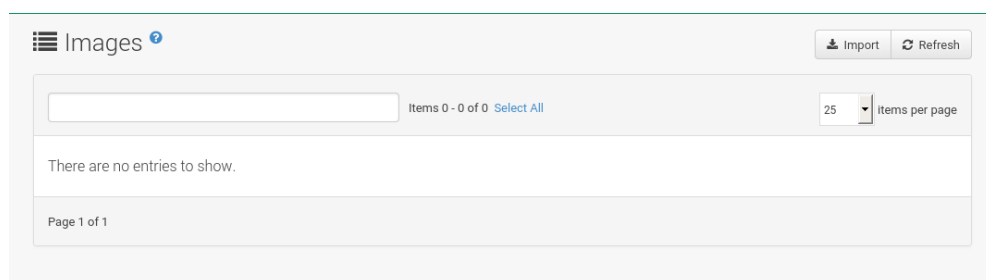 Images
Import Refresh
Items 0 - 0 of 0 Select All 25 items per page
There are no entries to show.
Page 1 of 1